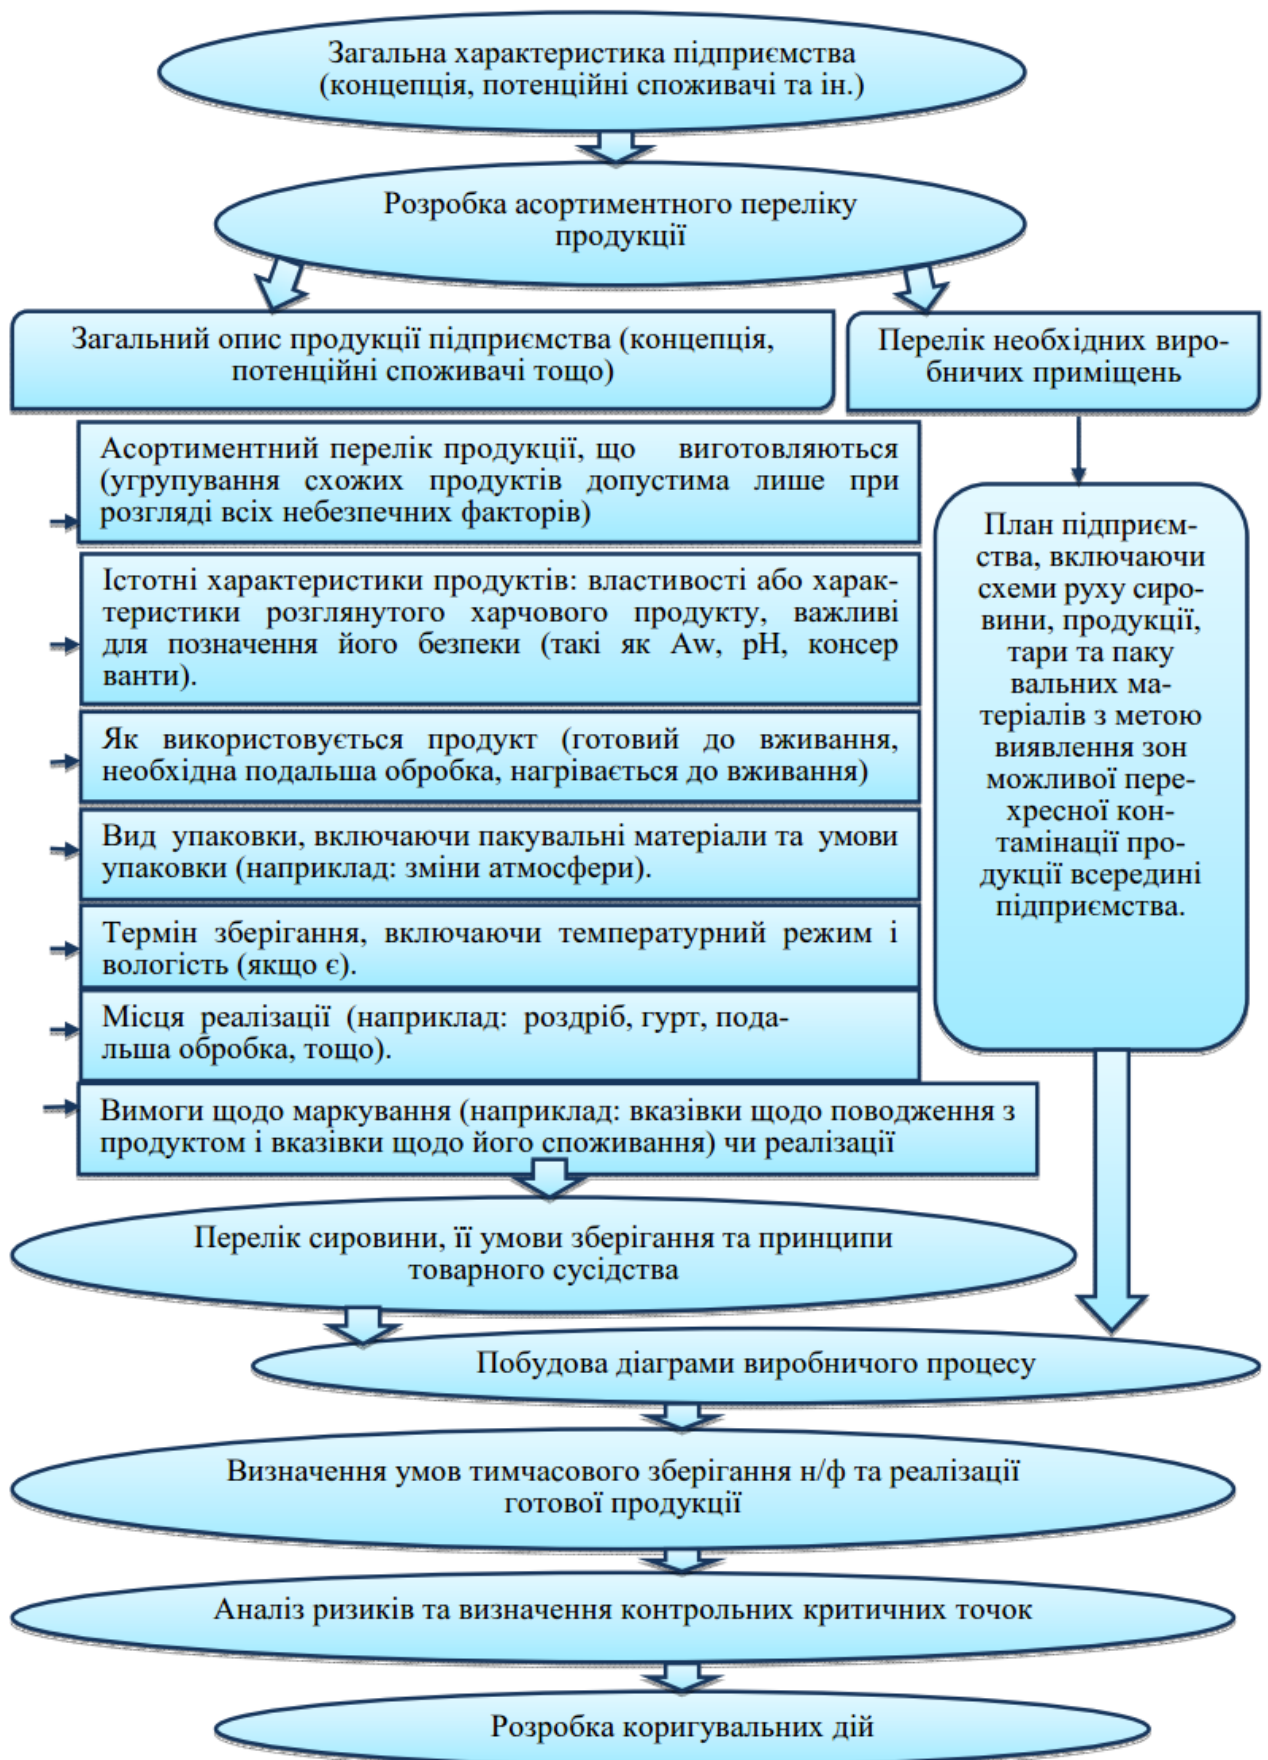 Загальна характеристика підприємства
(концепція, потенційні споживачі та ін.)
Розробка асортиментного переліку
продукції
Загальний опис продукції підприємства (концепція,
потенційні споживачі тощо)
Перелік необхідних виро-
бничих приміщень
Асортиментний перелік продукції, що виготовляються
(угрупування схожих продуктів допустима лише при
розгляді всіх небезпечних факторів)
Істотні характеристики продуктів: властивості або харак-
теристики розглянутого харчового продукту, важливі
для позначення його безпеки (такі як Aw, pH, консер
ванти).
Як використовується продукт (готовий до вживання,
необхідна подальша обробка, нагрівається до вживання)
Вид упаковки, включаючи пакувальні матеріали та умови
упаковки (наприклад: зміни атмосфери).
Термін зберігання, включаючи температурний режим і
вологість (якщо є).
Місця реалізації (наприклад: роздріб, гурт, пода-
льша обробка, тощо).
Вимоги щодо маркування (наприклад: вказівки щодо поводження з
продуктом і вказівки щодо його споживання) чи реалізації
План підприєм-
ства, включаючи
схеми руху сиро-
вини, продукції,
тари та паку
вальних ма-
теріалів з метою
виявлення зон
можливої пере-
хресної кон-
тамінації про-
дукції всередині
підприємства.
Перелік сировини, її умови зберігання та принципи
товарного сусідства
Побудова діаграми виробничого процесу
Визначення умов тимчасового зберігання н/ф та реалізації
готової продукції
Аналіз ризиків та визначення контрольних критичних точок
Розробка коригувальних дій